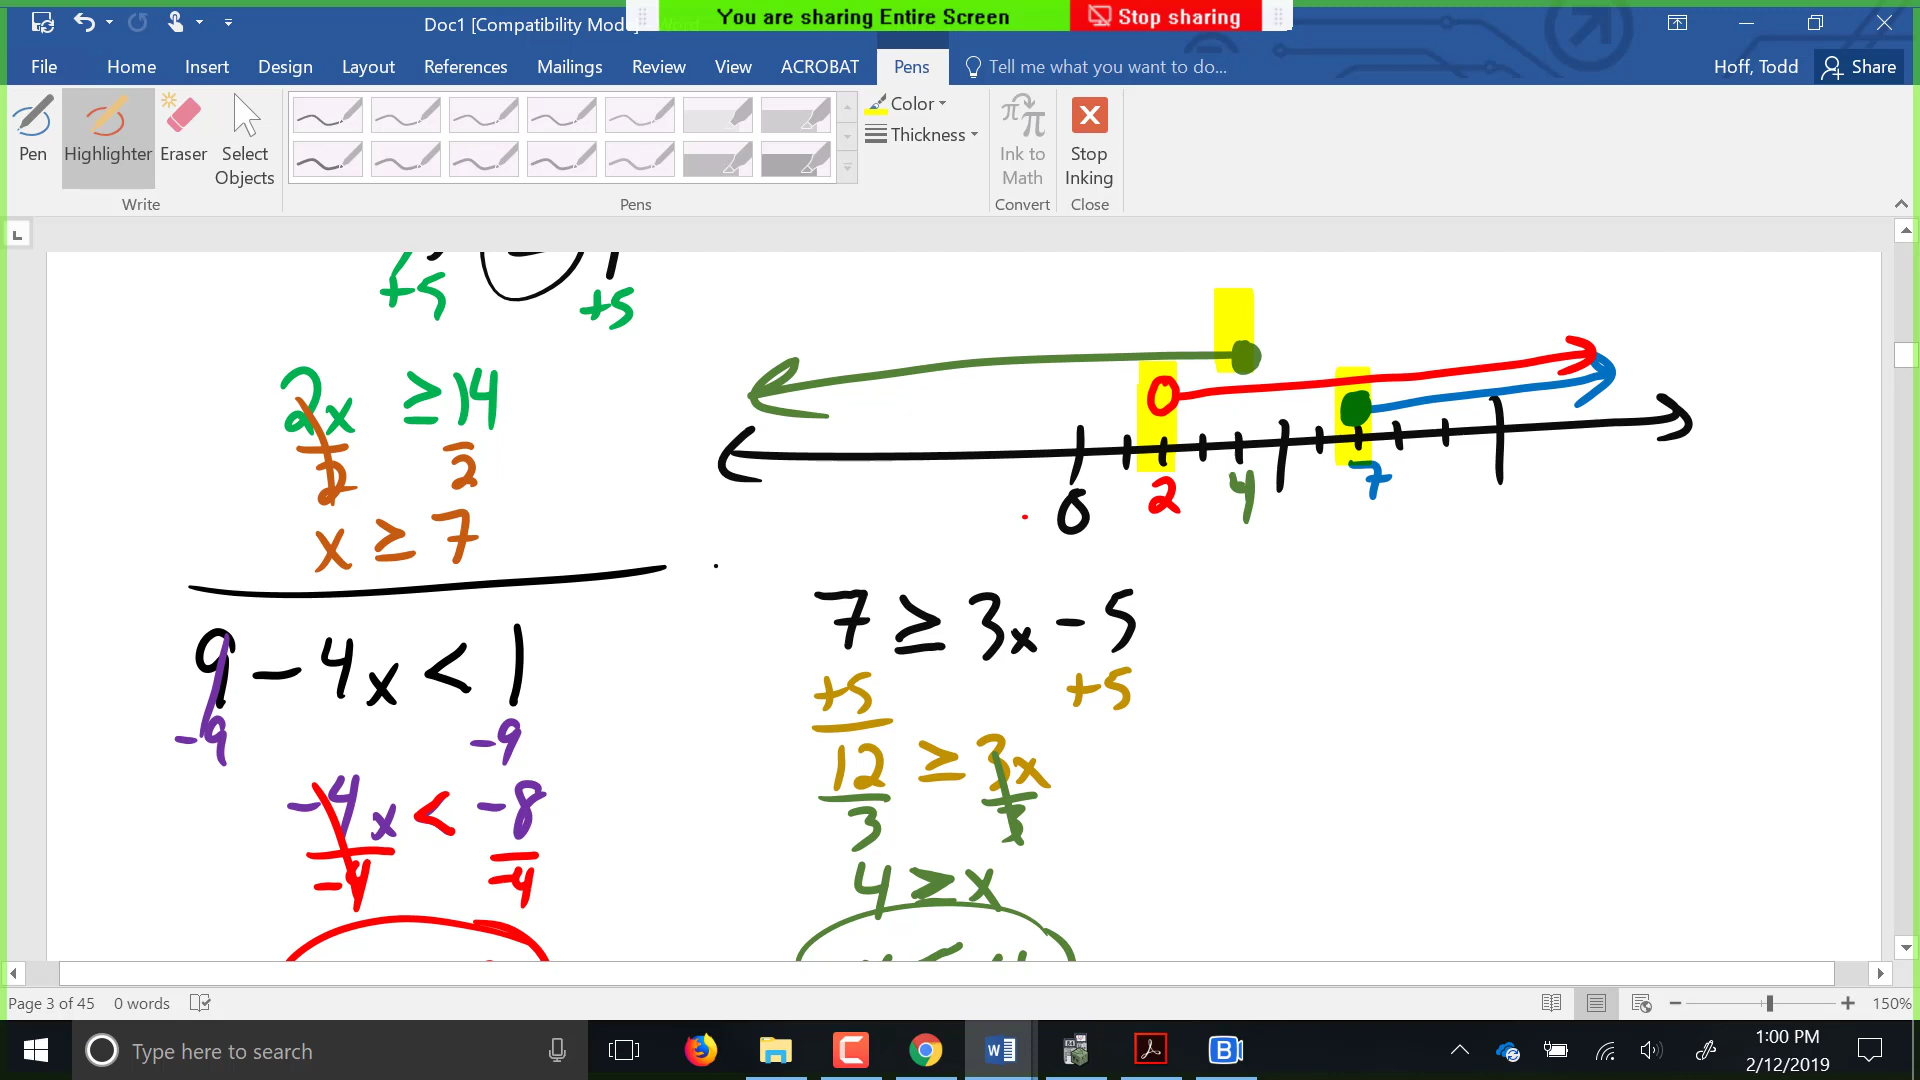 Doc1 [Compatibility Mod
You are sharing Entire Screen
Stop sharing
File Home Insert Design Layout References Mailings Review View ACROBAT Pens Tell me what you want to do... Hoff, Todd Share
Pen Highlighter Eraser Select Objects
Color
Thickness
Ink to Math
Stop Inking
Write Pens Convert Close
+5 +5
2x ≥ 14
2 2
x ≥ 7
0 2 4 7
9 - 4x < 1
-9 -9
-4x < -8
-4 -4
7 ≥ 3x - 5
+5 +5
12 ≥ 3x
3 3
4 ≥ x
Page 3 of 45 0 words 150%
Type here to search
1:00 PM
2/12/2019